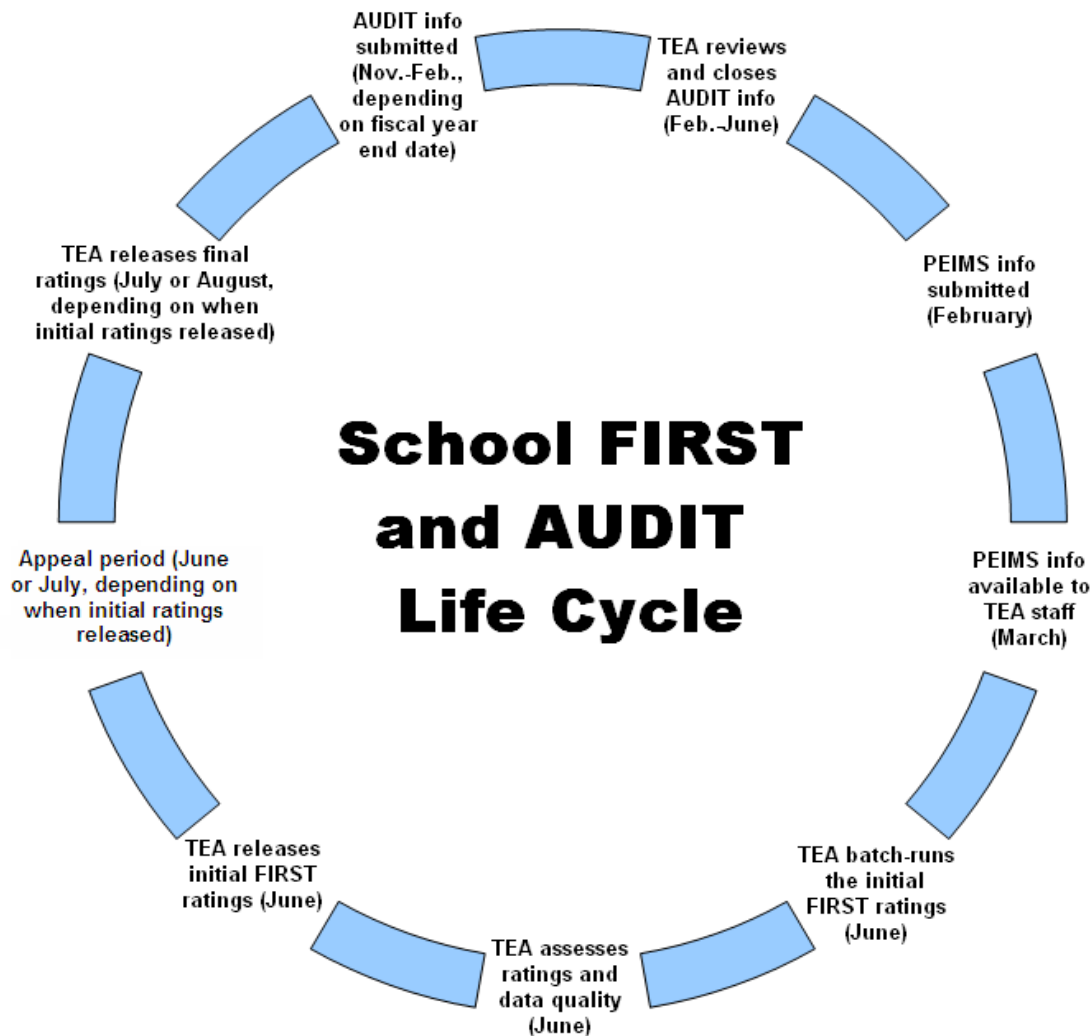 AUDIT info
submitted
(Nov.-Feb.,
depending
on fiscal year
end date)
TEA reviews
and closes
AUDIT info
(Feb.-June)
PEIMS info
submitted
(February)
PEIMS info
available to
TEA staff
(March)
TEA batch-runs
the initial
FIRST ratings
(June)
TEA assesses
ratings and
data quality
(June)
TEA releases
initial FIRST
ratings (June)
Appeal period (June
or July, depending on
when initial ratings
released)
TEA releases final
ratings (July or August,
depending on when
initial ratings released)
School FIRST
and AUDIT
Life Cycle